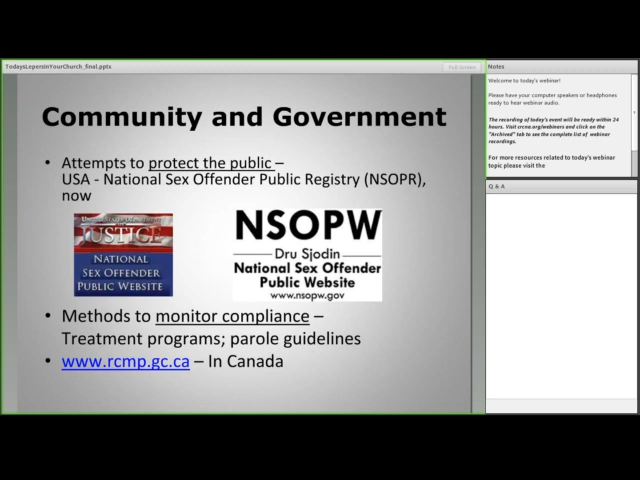 TodaysLepersInYourChurch_final.pptx
Full Screen
Community and Government
• Attempts to protect the public –
USA - National Sex Offender Public Registry (NSOPR),
now
JUSTICE
NATIONAL
SEX OFFENDER
PUBLIC WEBSITE
NSOPW
Dru Sjodin
National Sex Offender
Public Website
www.nsopw.gov
• Methods to monitor compliance –
Treatment programs; parole guidelines
• www.rcmp.gc.ca – In Canada
Notes
Welcome to today's webinar!
Please have your computer speakers or headphones
ready to hear webinar audio.
The recording of today's event will be ready within 24
hours. Visit crcna.org/webinars and click on the
"Archived" tab to see the complete list of webinar
recordings.
For more resources related to today's webinar
topic please visit the
Q & A